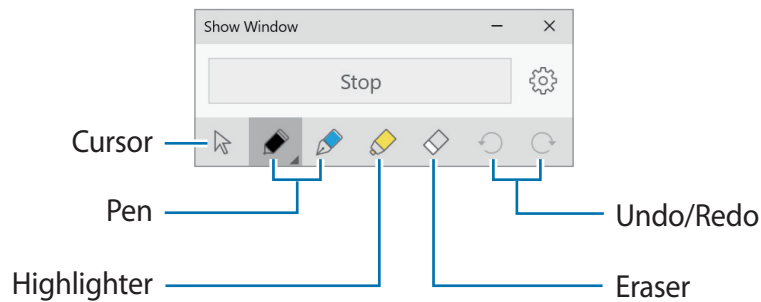 Show Window
Stop
Cursor
Pen
Undo/Redo
Highlighter
Eraser